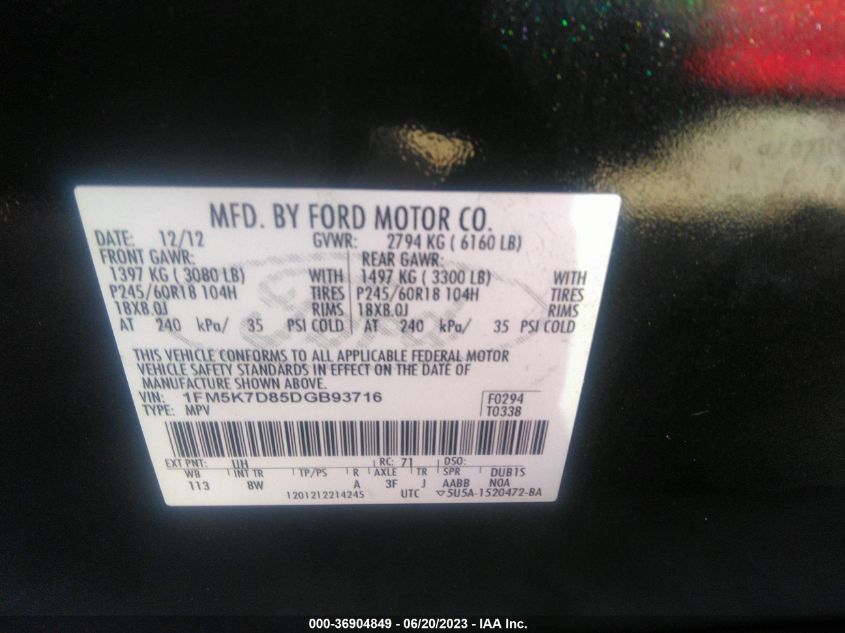 MFD. BY FORD MOTOR CO.
DATE: 12/12 GVWR: 2794 KG ( 6160 LB)
FRONT GAWR: REAR GAWR:
1397 KG ( 3080 LB) WITH 1497 KG ( 3300 LB) WITH
P245/60R18 104H TIRES P245/60R18 104H TIRES
18X8.0J RIMS 18X8.0J RIMS
AT 240 kPa/ 35 PSI COLD AT 240 kPa/ 35 PSI COLD
THIS VEHICLE CONFORMS TO ALL APPLICABLE FEDERAL MOTOR
VEHICLE SAFETY STANDARDS IN EFFECT ON THE DATE OF
MANUFACTURE SHOWN ABOVE.
VIN: 1FM5K7D85DGB93716 F0294
TYPE: MPV T0338
EXT PNT: UH RC: 71 DSO:
WB INT TR TP/PS R AXLE TR SPR DUB1S
113 8W A 3F J AABB N0A
1201212214245 UTC ▽5U5A-1520472-BA
000-36904849 - 06/20/2023 - IAA Inc.